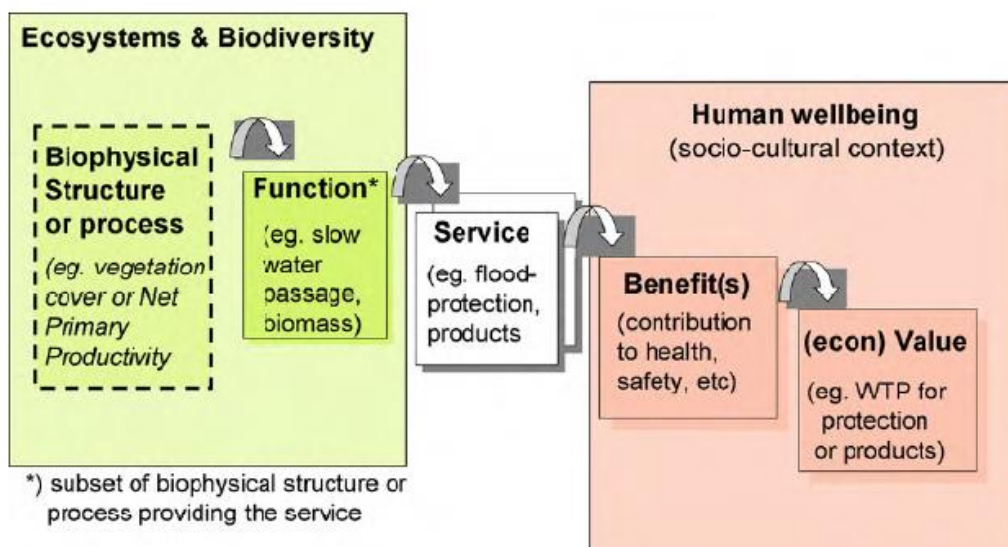 Ecosystems & Biodiversity
Biophysical
Structure
or process
(eg. vegetation
cover or Net
Primary
Productivity
Function*
(eg. slow
water
passage,
biomass)
Service
(eg. flood-
protection,
products
Human wellbeing
(socio-cultural context)
Benefit(s)
(contribution
to health,
safety, etc)
(econ) Value
(eg. WTP for
protection
or products)
*) subset of biophysical structure or
process providing the service